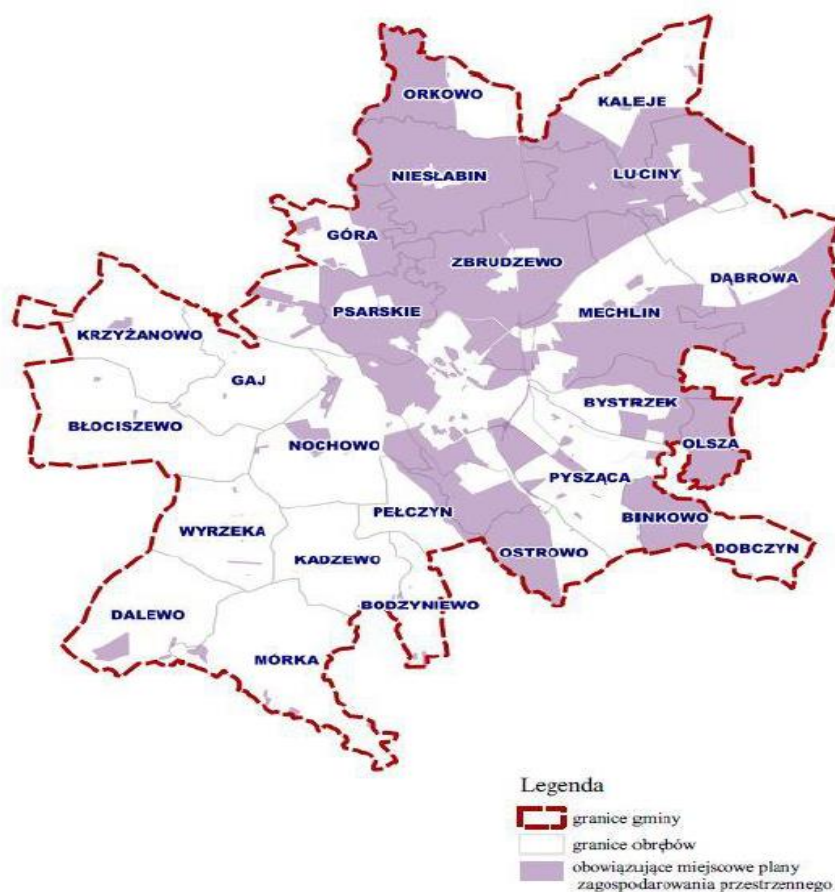 ORKOWO
KALEJE
NIESŁABIN
LUCINY
GÓRA
ZBRUDZEWO
DĄBROWA
PSARSKIE
MECHLIN
KRZYŻANOWO
GAJ
BYSTRZEK
BŁOCISZEWO
NOCHOWO
OLSZA
PYSZĄCA
PEŁCZYN
BINKOWO
WYRZEKA
OSTROWO
DOBCZYN
KADZEWO
BODZYNIEWO
DALEWO
MÓRKA
Legenda
granice gminy
granice obrębów
obowiązujące miejscowe plany
zagospodarowania przestrzennego